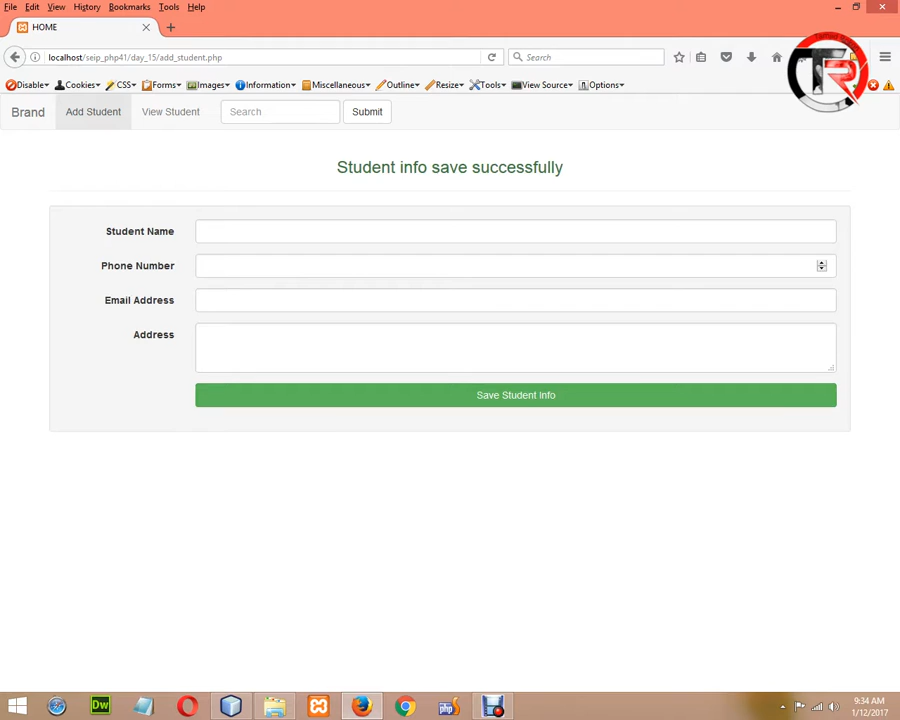 File Edit View History Bookmarks Tools Help
HOME
localhost/seip_php41/day_15/add_student.php
Search
Disable Cookies CSS Forms Images Information Miscellaneous Outline Resize Tools View Source Options
Brand Add Student View Student Search Submit
Student info save successfully
Student Name
Phone Number
Email Address
Address
Save Student Info
Dw
php
9:34 AM
1/12/2017